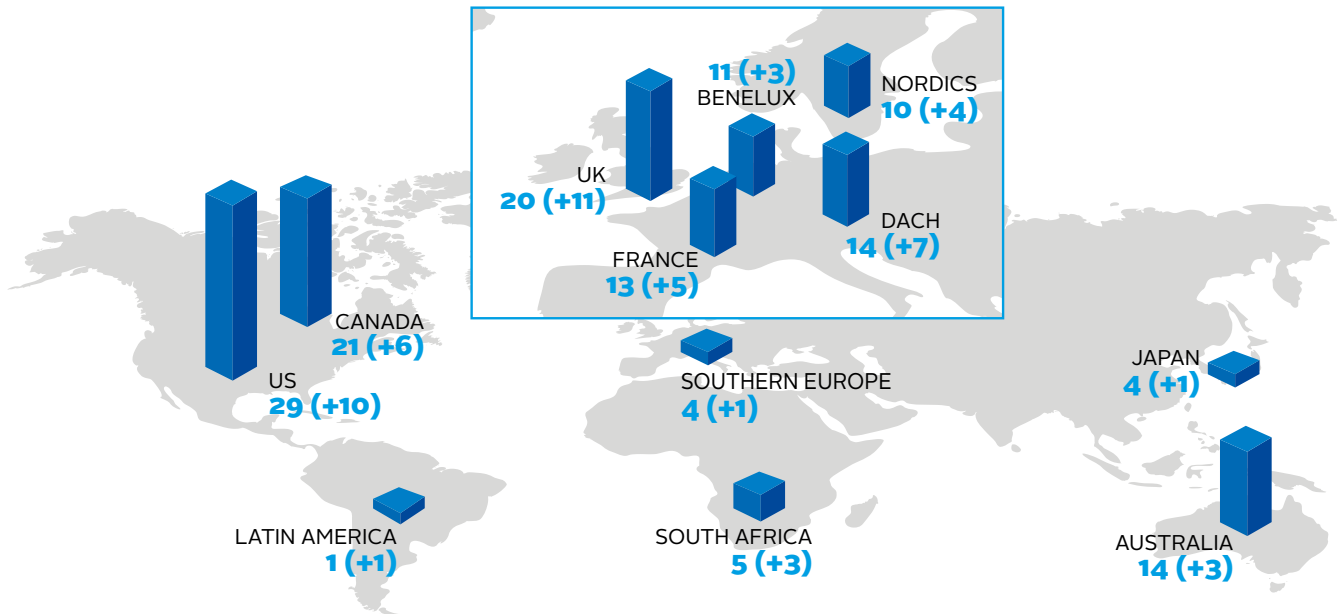 11 (+3)
BENELUX
NORDICS
10 (+4)
UK
20 (+11)
DACH
14 (+7)
FRANCE
13 (+5)
CANADA
21 (+6)
US
29 (+10)
SOUTHERN EUROPE
4 (+1)
JAPAN
4 (+1)
LATIN AMERICA
1 (+1)
SOUTH AFRICA
5 (+3)
AUSTRALIA
14 (+3)